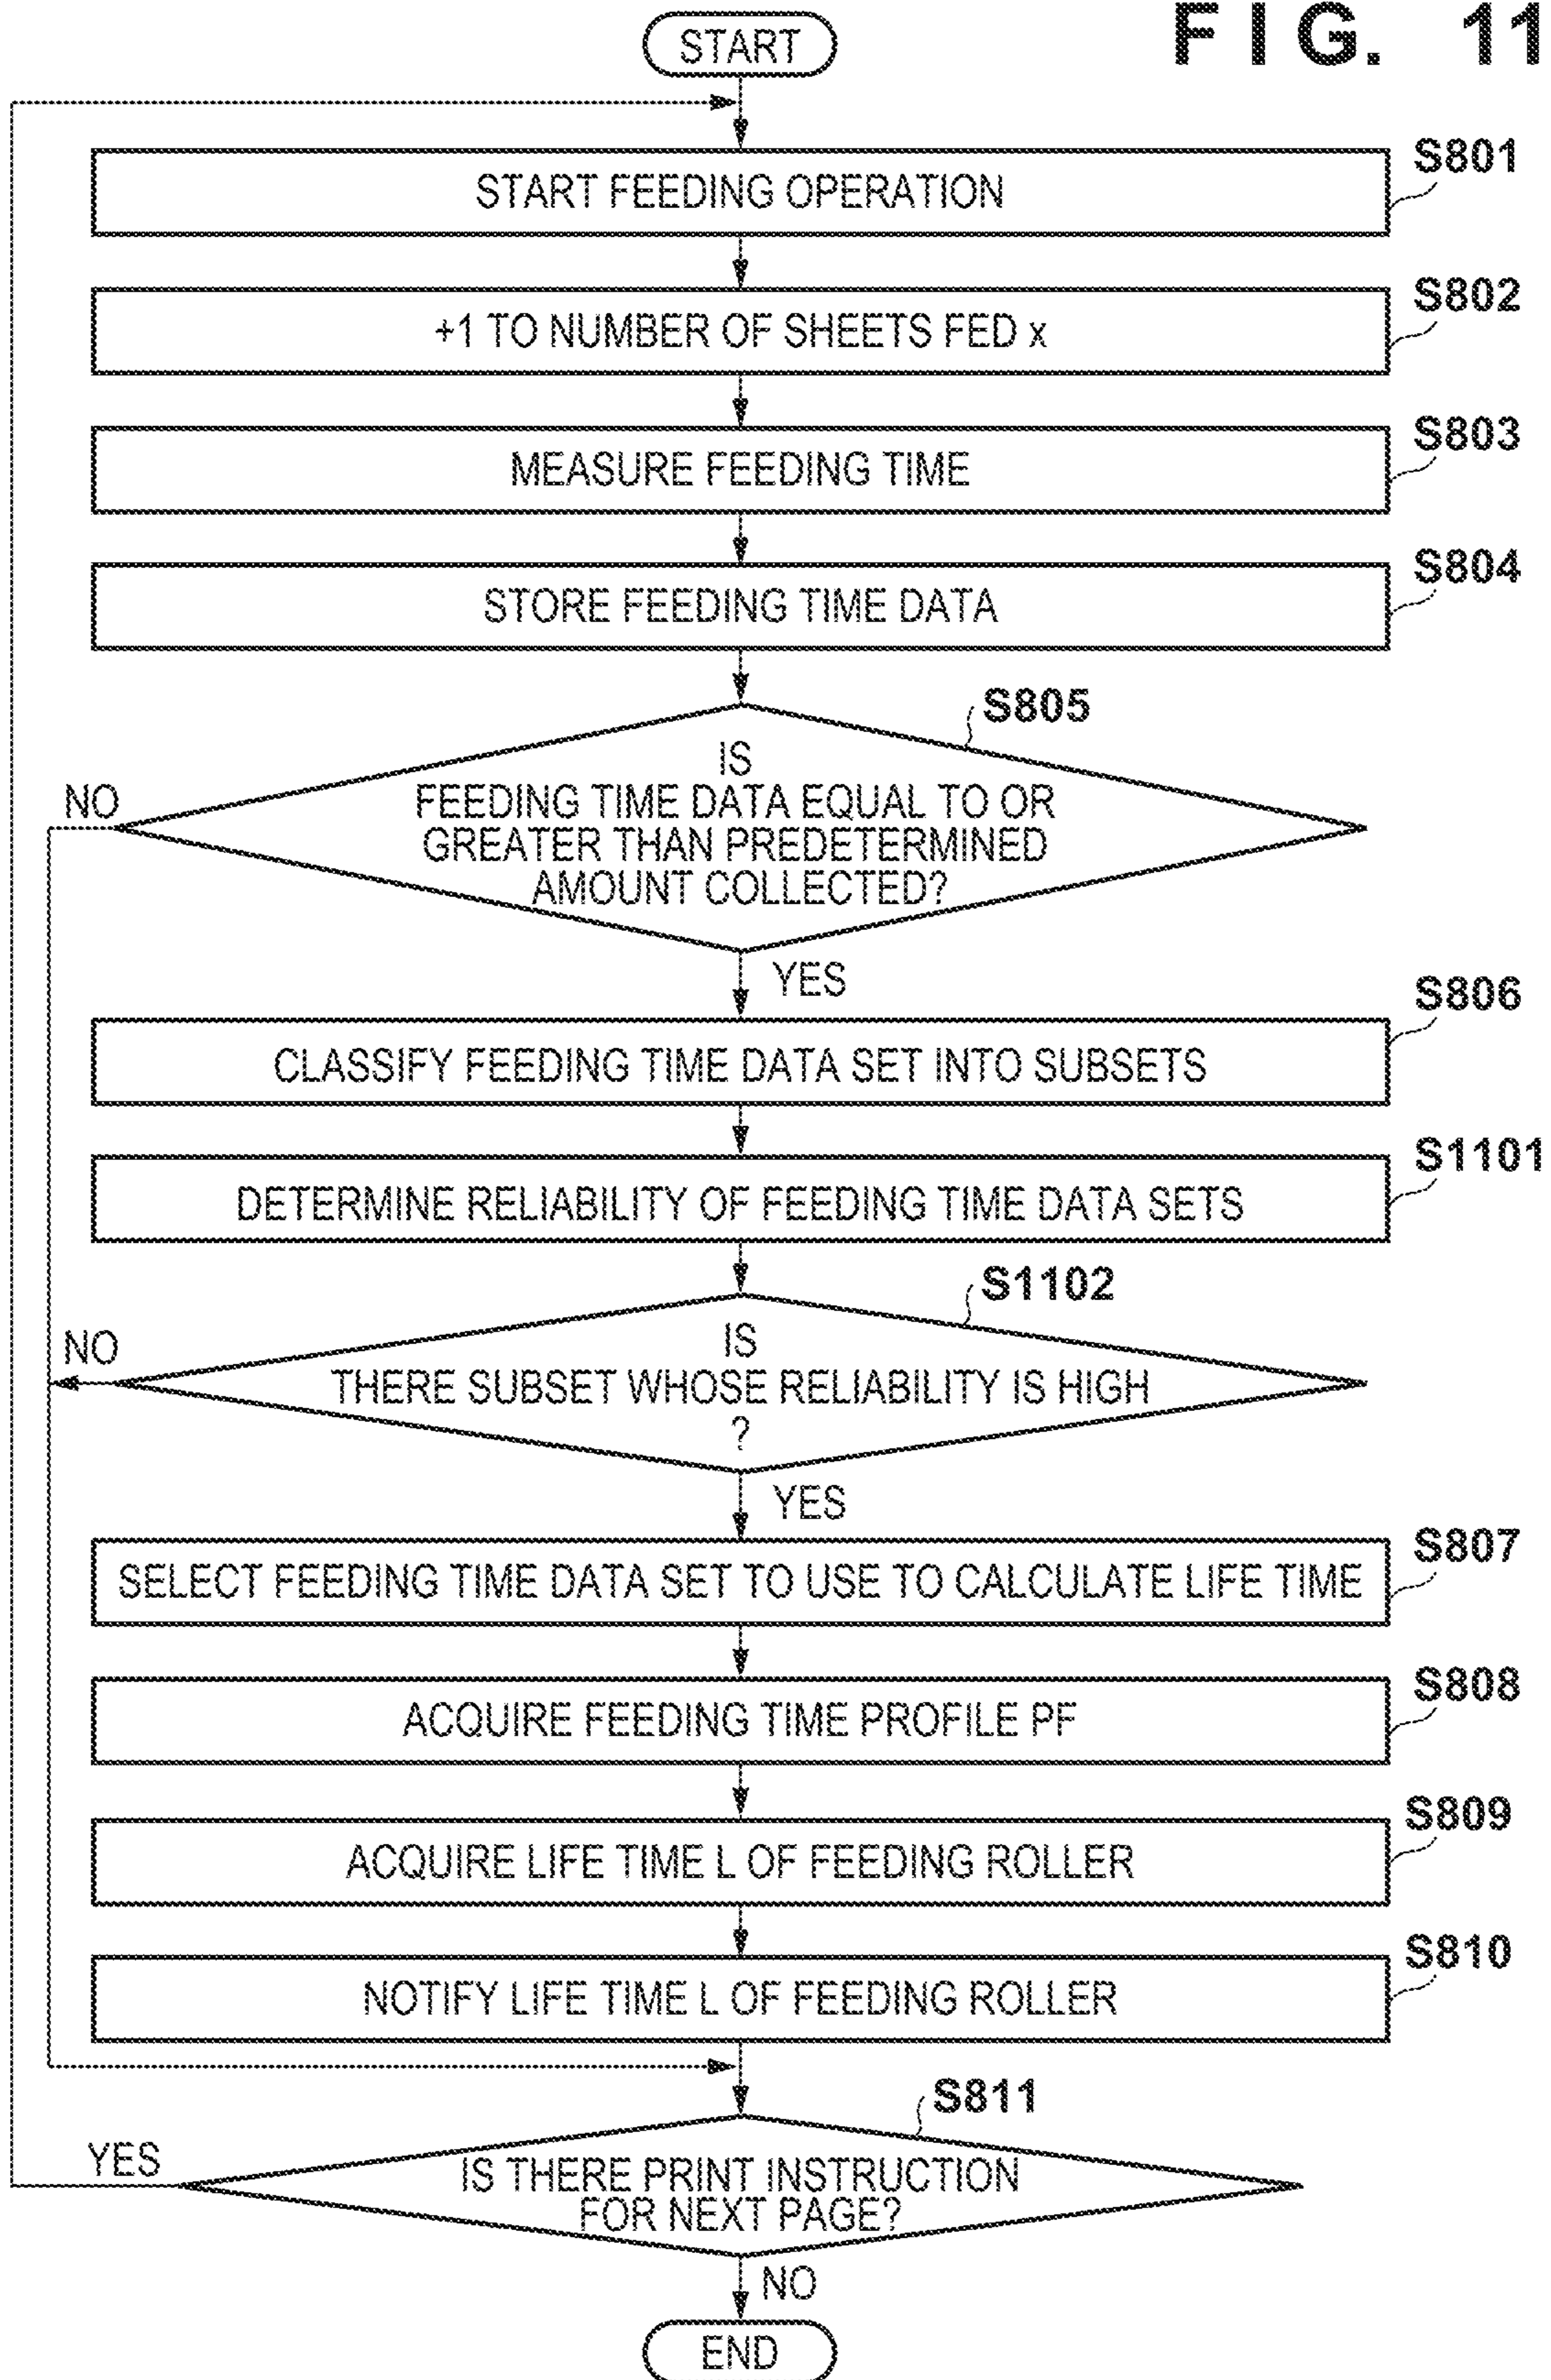 FIG. 11
START
S801
START FEEDING OPERATION
S802
+1 TO NUMBER OF SHEETS FED x
S803
MEASURE FEEDING TIME
S804
STORE FEEDING TIME DATA
S805
IS
NO
FEEDING TIME DATA EQUAL TO OR
GREATER THAN PREDETERMINED
AMOUNT COLLECTED?
YES
S806
CLASSIFY FEEDING TIME DATA SET INTO SUBSETS
S1101
DETERMINE RELIABILITY OF FEEDING TIME DATA SETS
S1102
IS
NO
THERE SUBSET WHOSE RELIABILITY IS HIGH
?
YES
S807
SELECT FEEDING TIME DATA SET TO USE TO CALCULATE LIFE TIME
S808
ACQUIRE FEEDING TIME PROFILE PF
S809
ACQUIRE LIFE TIME L OF FEEDING ROLLER
S810
NOTIFY LIFE TIME L OF FEEDING ROLLER
S811
YES
IS THERE PRINT INSTRUCTION
FOR NEXT PAGE?
NO
END